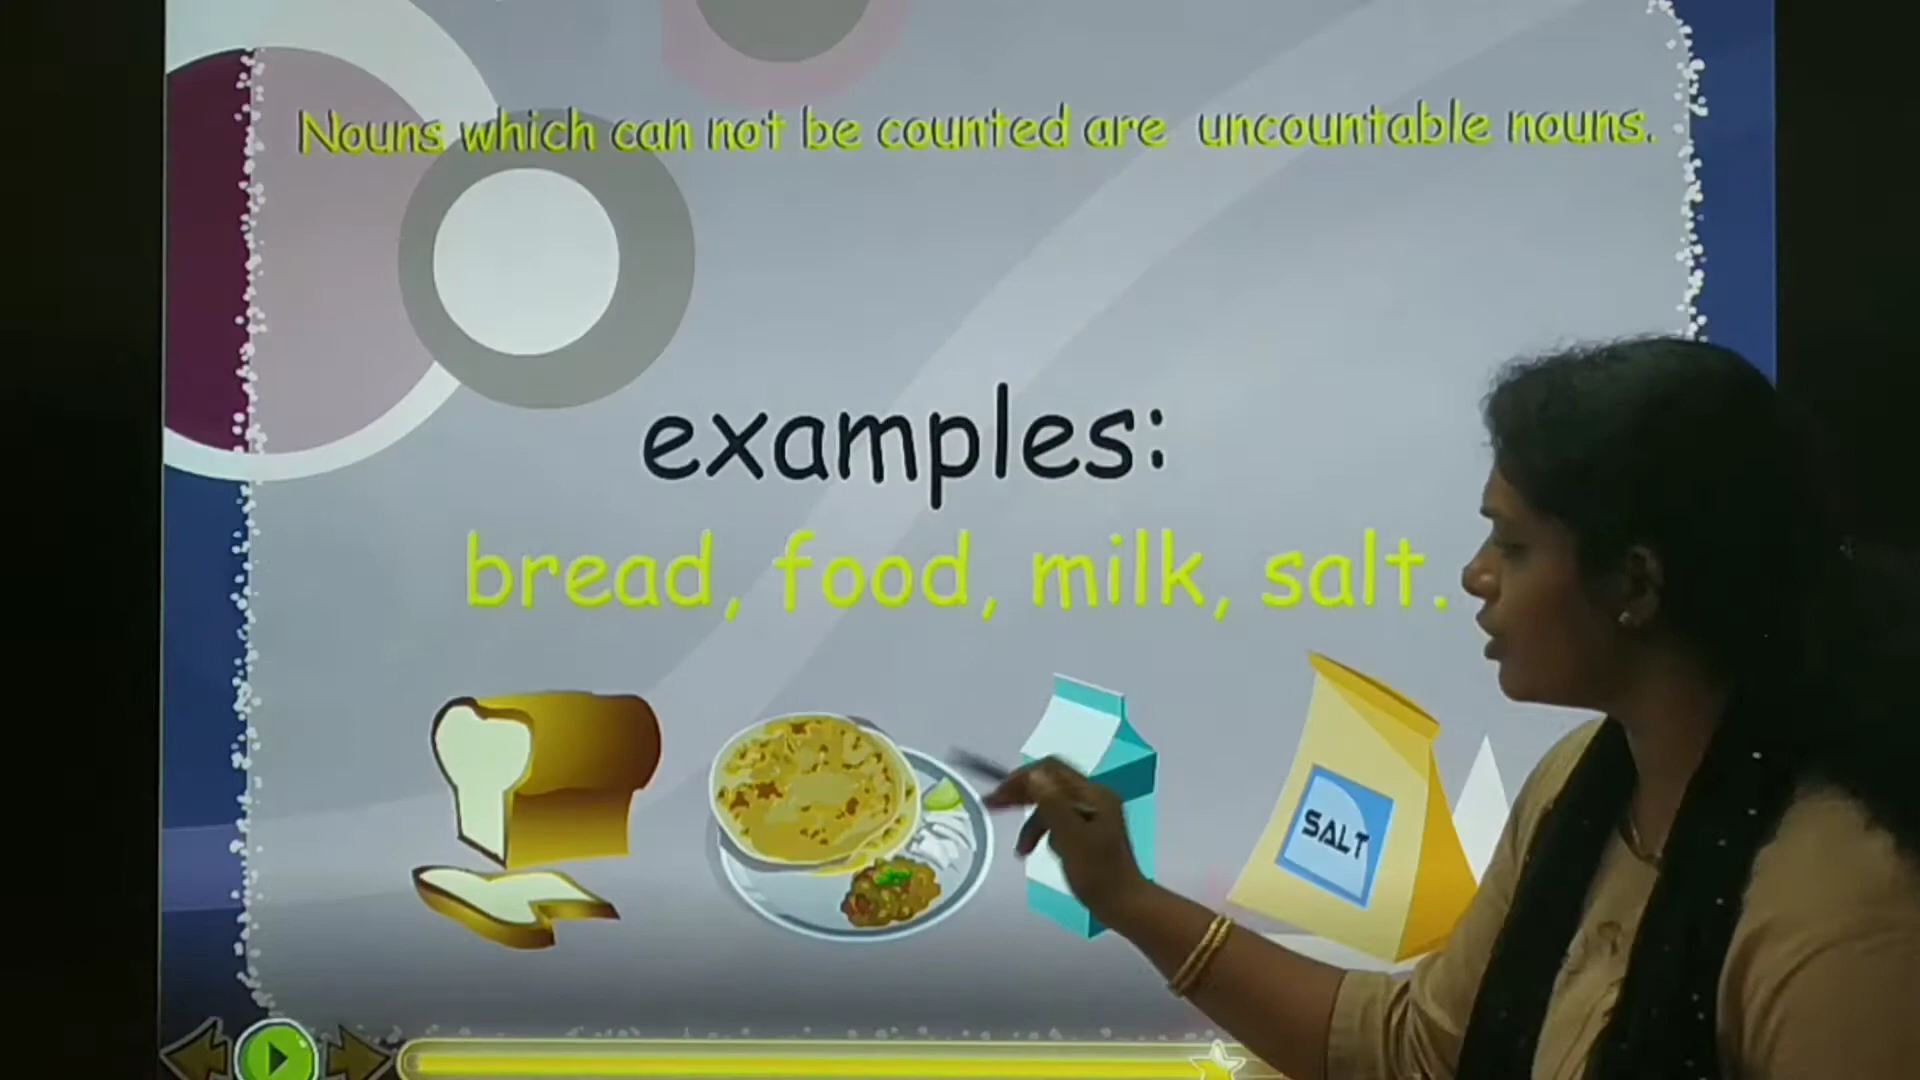 Nouns which can not be counted are uncountable nouns.
examples:
bread, food, milk, salt.
SALT